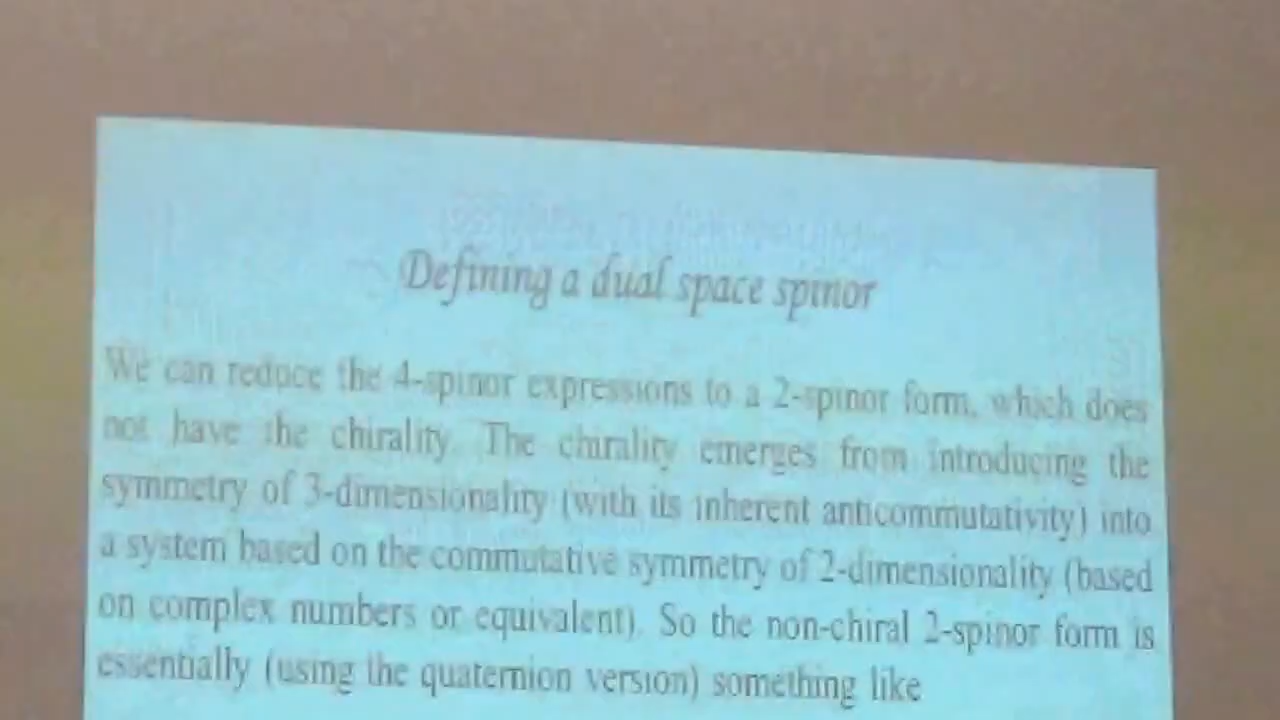 Defining a dual space spinor
We can reduce the 4-spinor expressions to a 2-spinor form, which does
not have the chirality. The chirality emerges from introducing the
symmetry of 3-dimensionality (with its inherent anticommutativity) into
a system based on the commutative symmetry of 2-dimensionality (based
on complex numbers or equivalent). So the non-chiral 2-spinor form is
essentially (using the quaternion version) something like